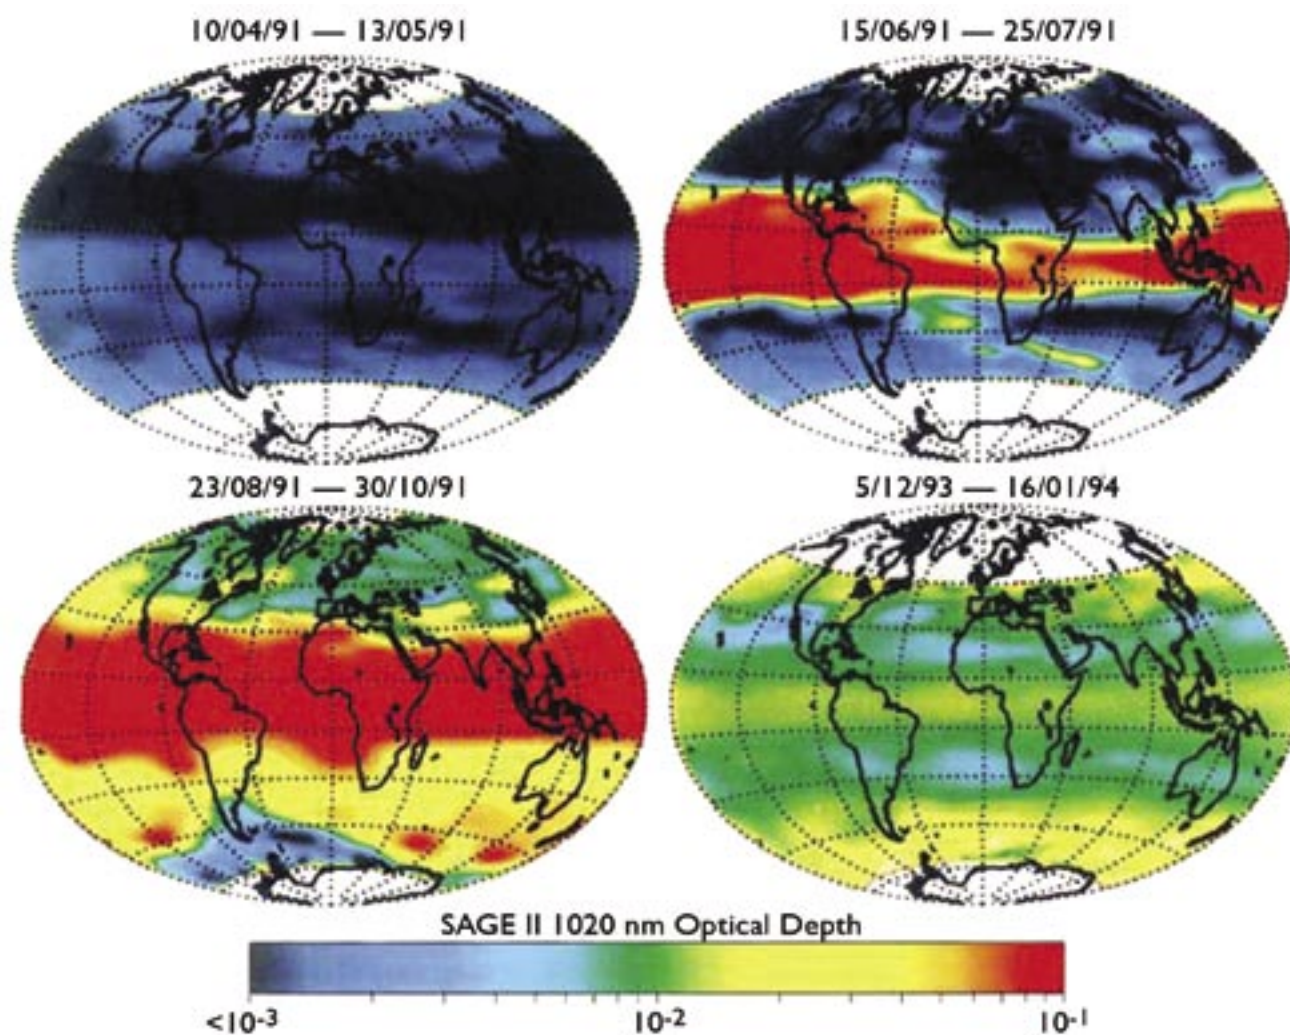 10/04/91 — 13/05/91
15/06/91 — 25/07/91
23/08/91 — 30/10/91
5/12/93 — 16/01/94
SAGE II 1020 nm Optical Depth
<10-3 10-2 10-1